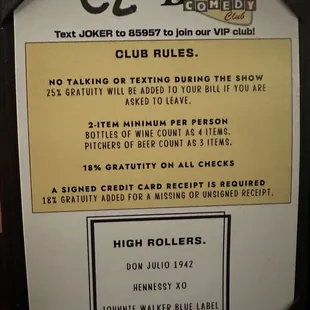 COMEDY
Club
Text JOKER to 85957 to join our VIP club!
CLUB RULES.
NO TALKING OR TEXTING DURING THE SHOW
25% GRATUITY WILL BE ADDED TO YOUR BILL IF YOU ARE
ASKED TO LEAVE.
2-ITEM MINIMUM PER PERSON
BOTTLES OF WINE COUNT AS 4 ITEMS.
PITCHERS OF BEER COUNT AS 3 ITEMS.
18% GRATUTITY ON ALL CHECKS
A SIGNED CREDIT CARD RECEIPT IS REQUIRED
18% GRATUITY ADDED FOR A MISSING OR UNSIGNED RECEIPT.
HIGH ROLLERS.
DON JULIO 1942
HENNESSY XO
JOHNNIE WALKER BLUE LABEL